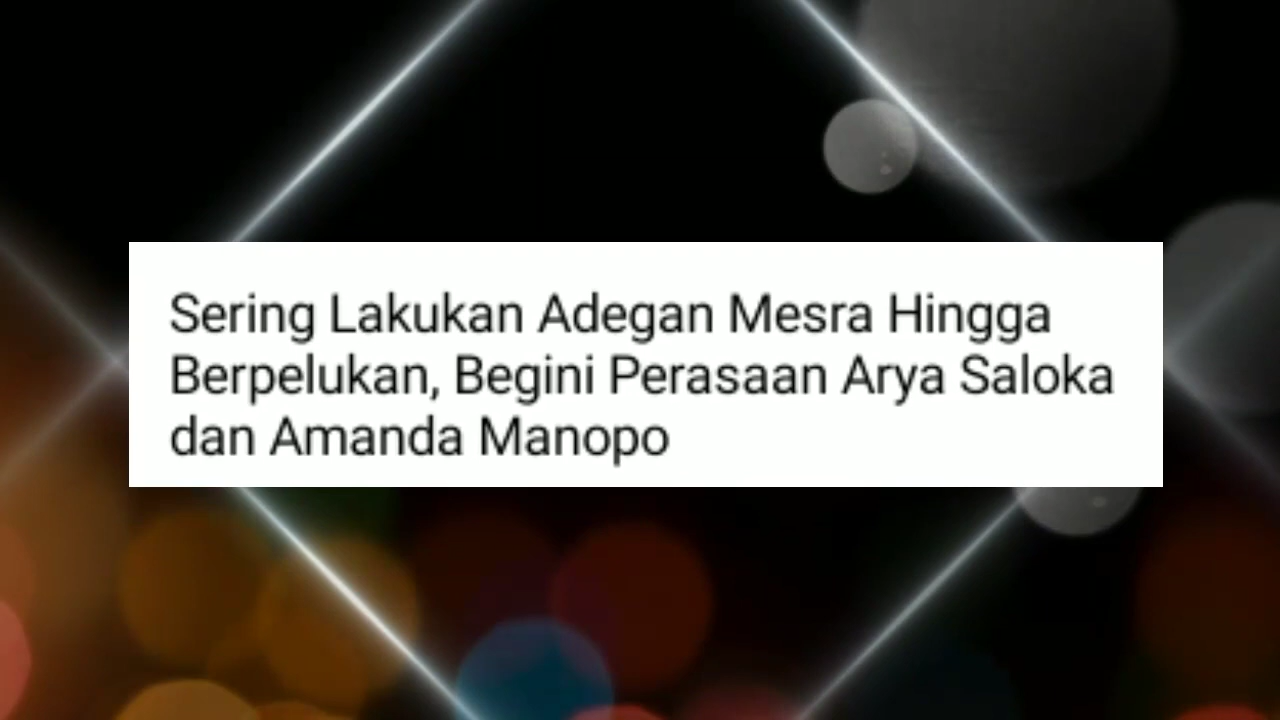 Sering Lakukan Adegan Mesra Hingga
Berpelukan, Begini Perasaan Arya Saloka
dan Amanda Manopo